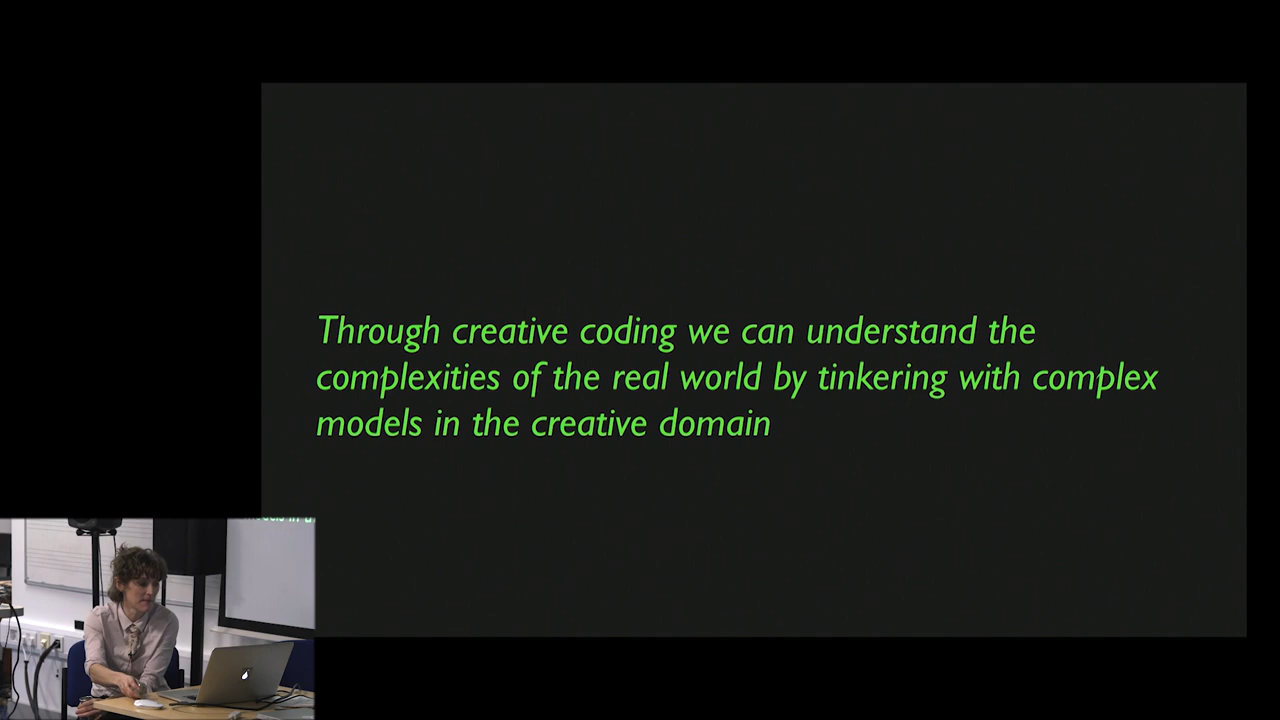 Through creative coding we can understand the
complexities of the real world by tinkering with complex
models in the creative domain